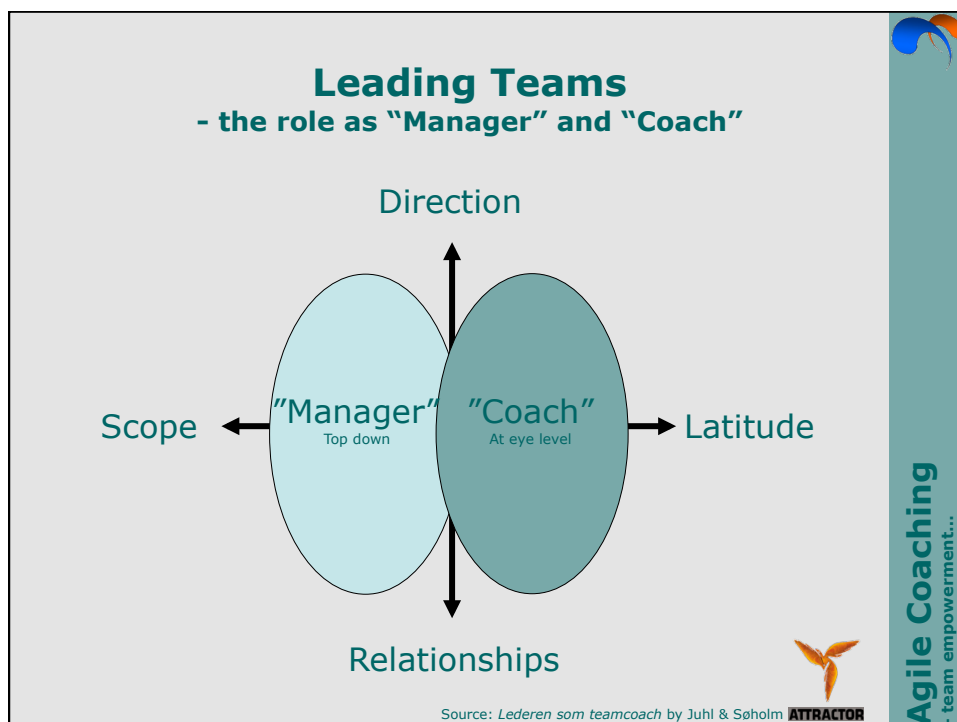 Leading Teams
- the role as “Manager” and “Coach”
Direction
Scope
”Manager”
Top down
”Coach”
At eye level
Latitude
Relationships
Source: Lederen som teamcoach by Juhl & Søholm
ATTRACTOR
Agile Coaching
- team empowerment...